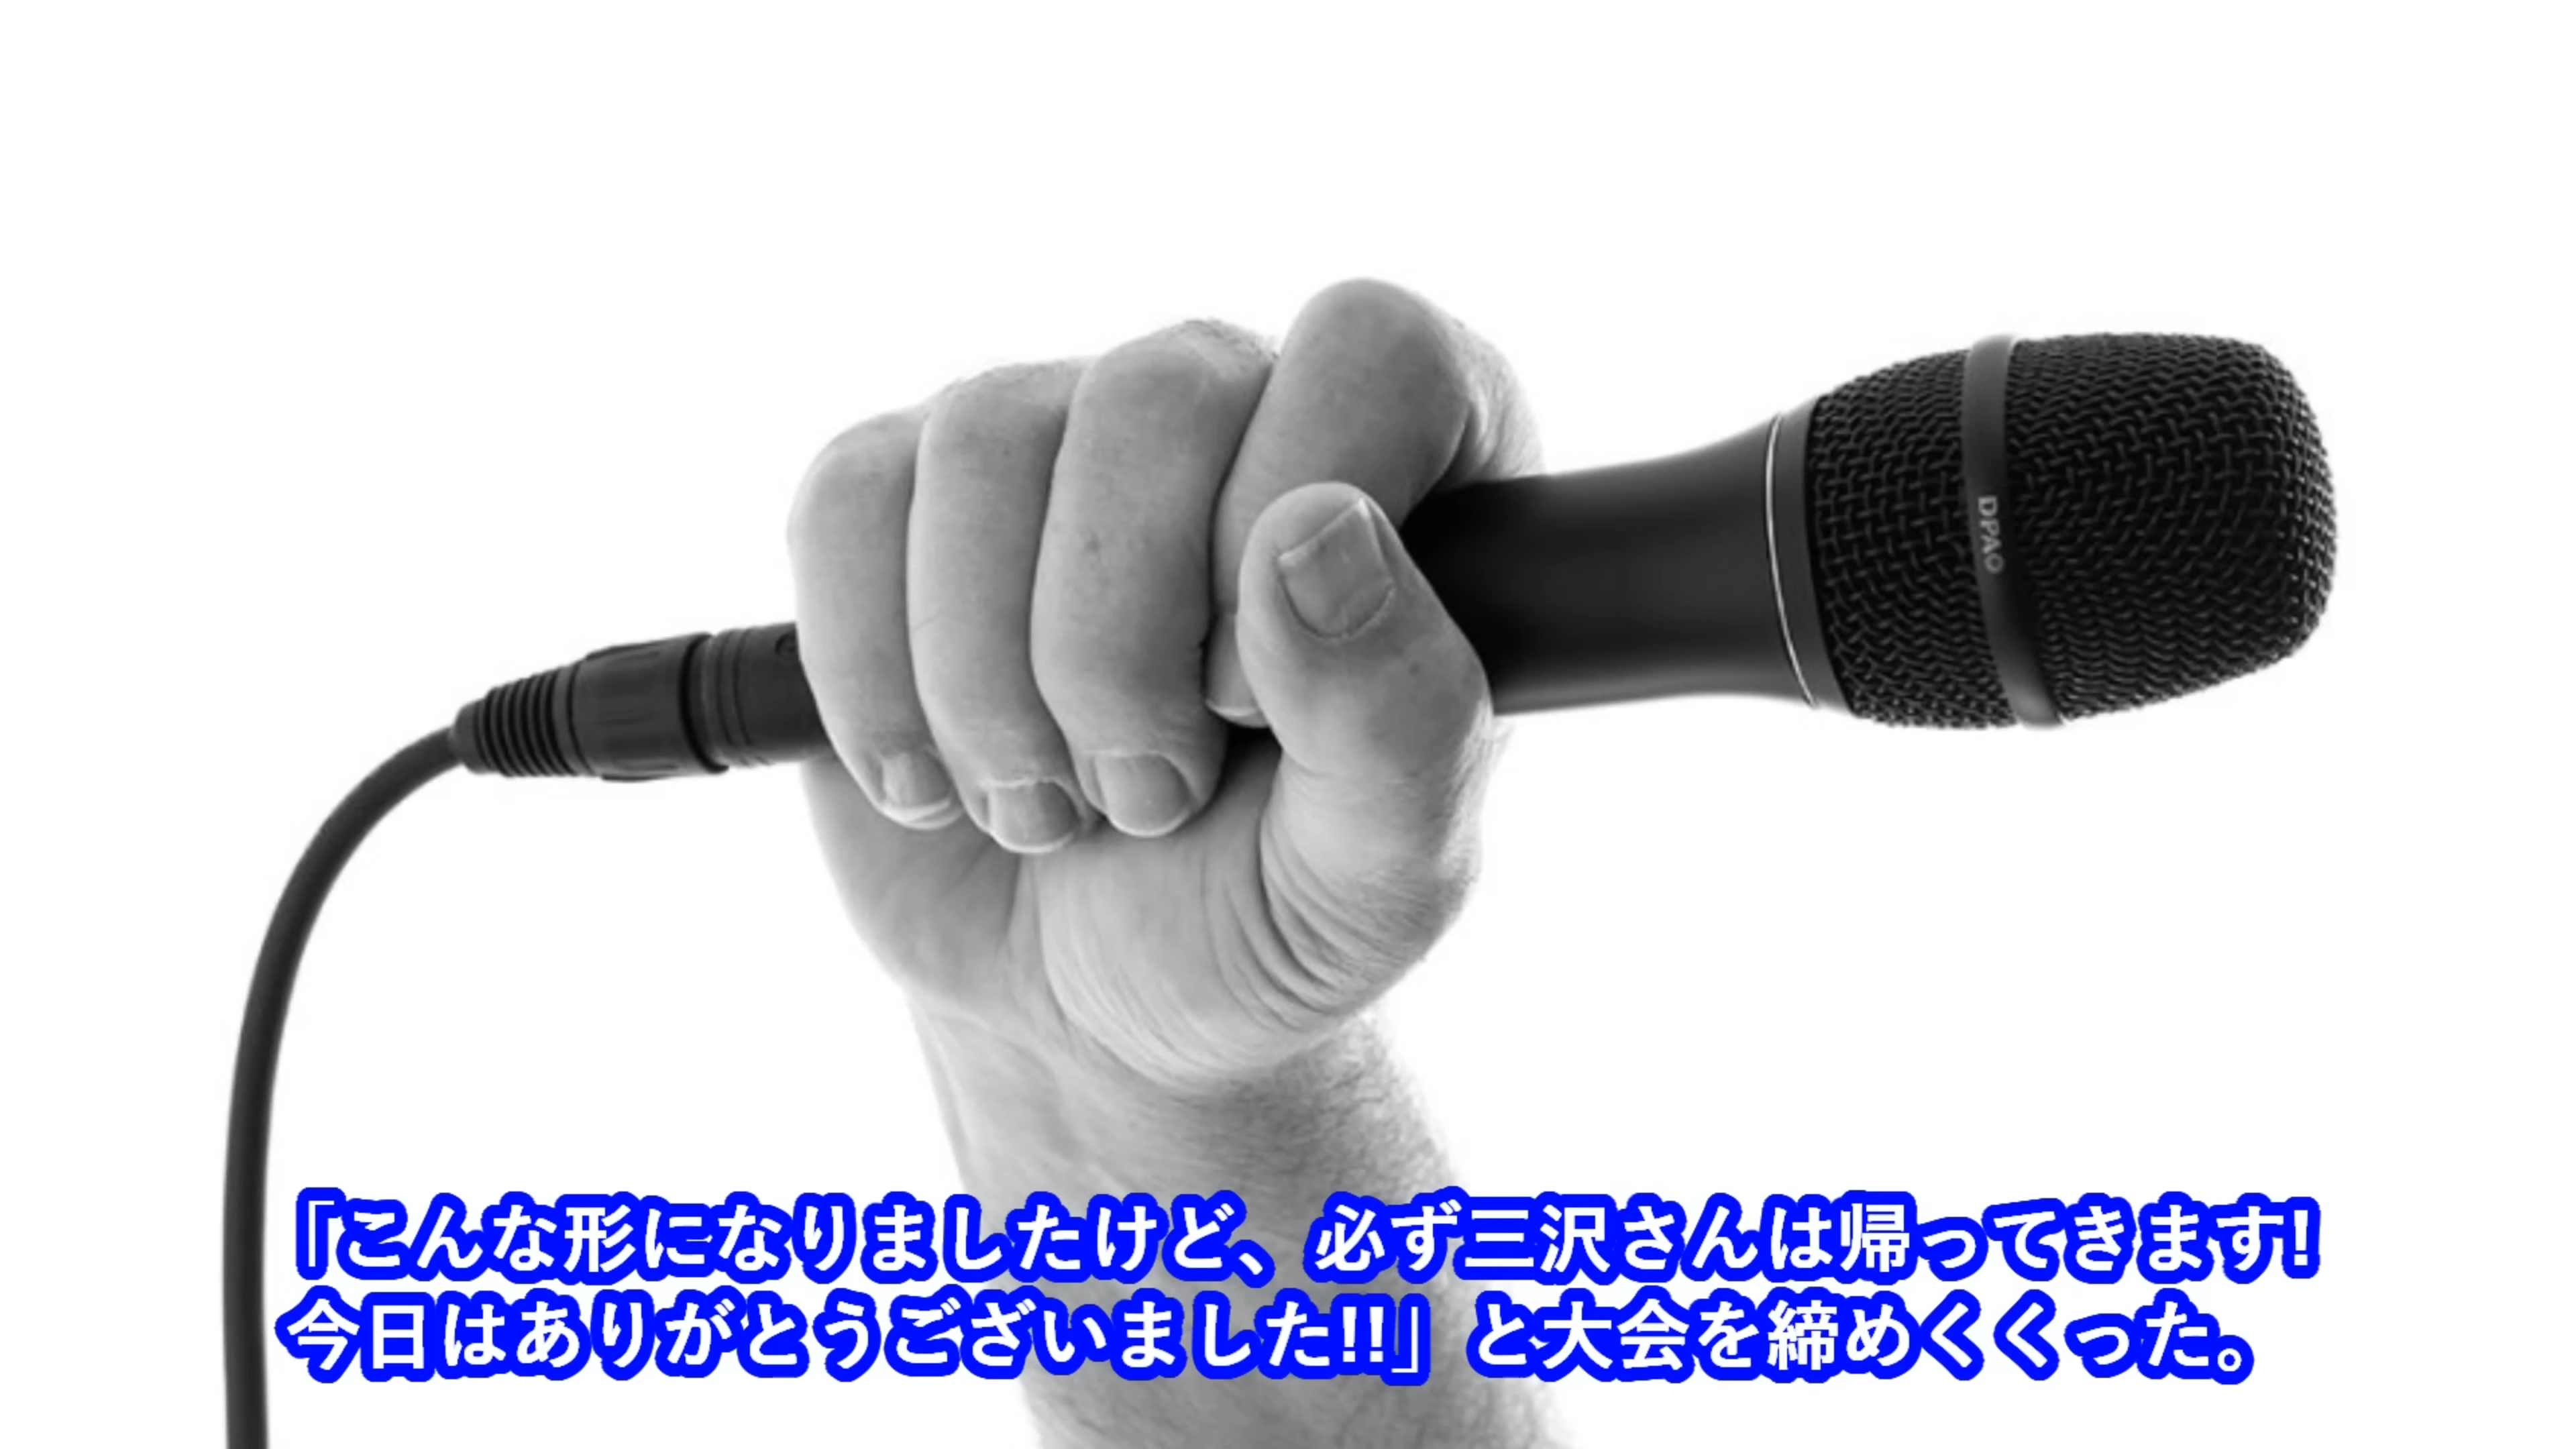 DPA
「こんな形になりましたけど、必ず三沢さんは帰ってきます!
今日はありがとうございました!!」と大会を締めくくった。